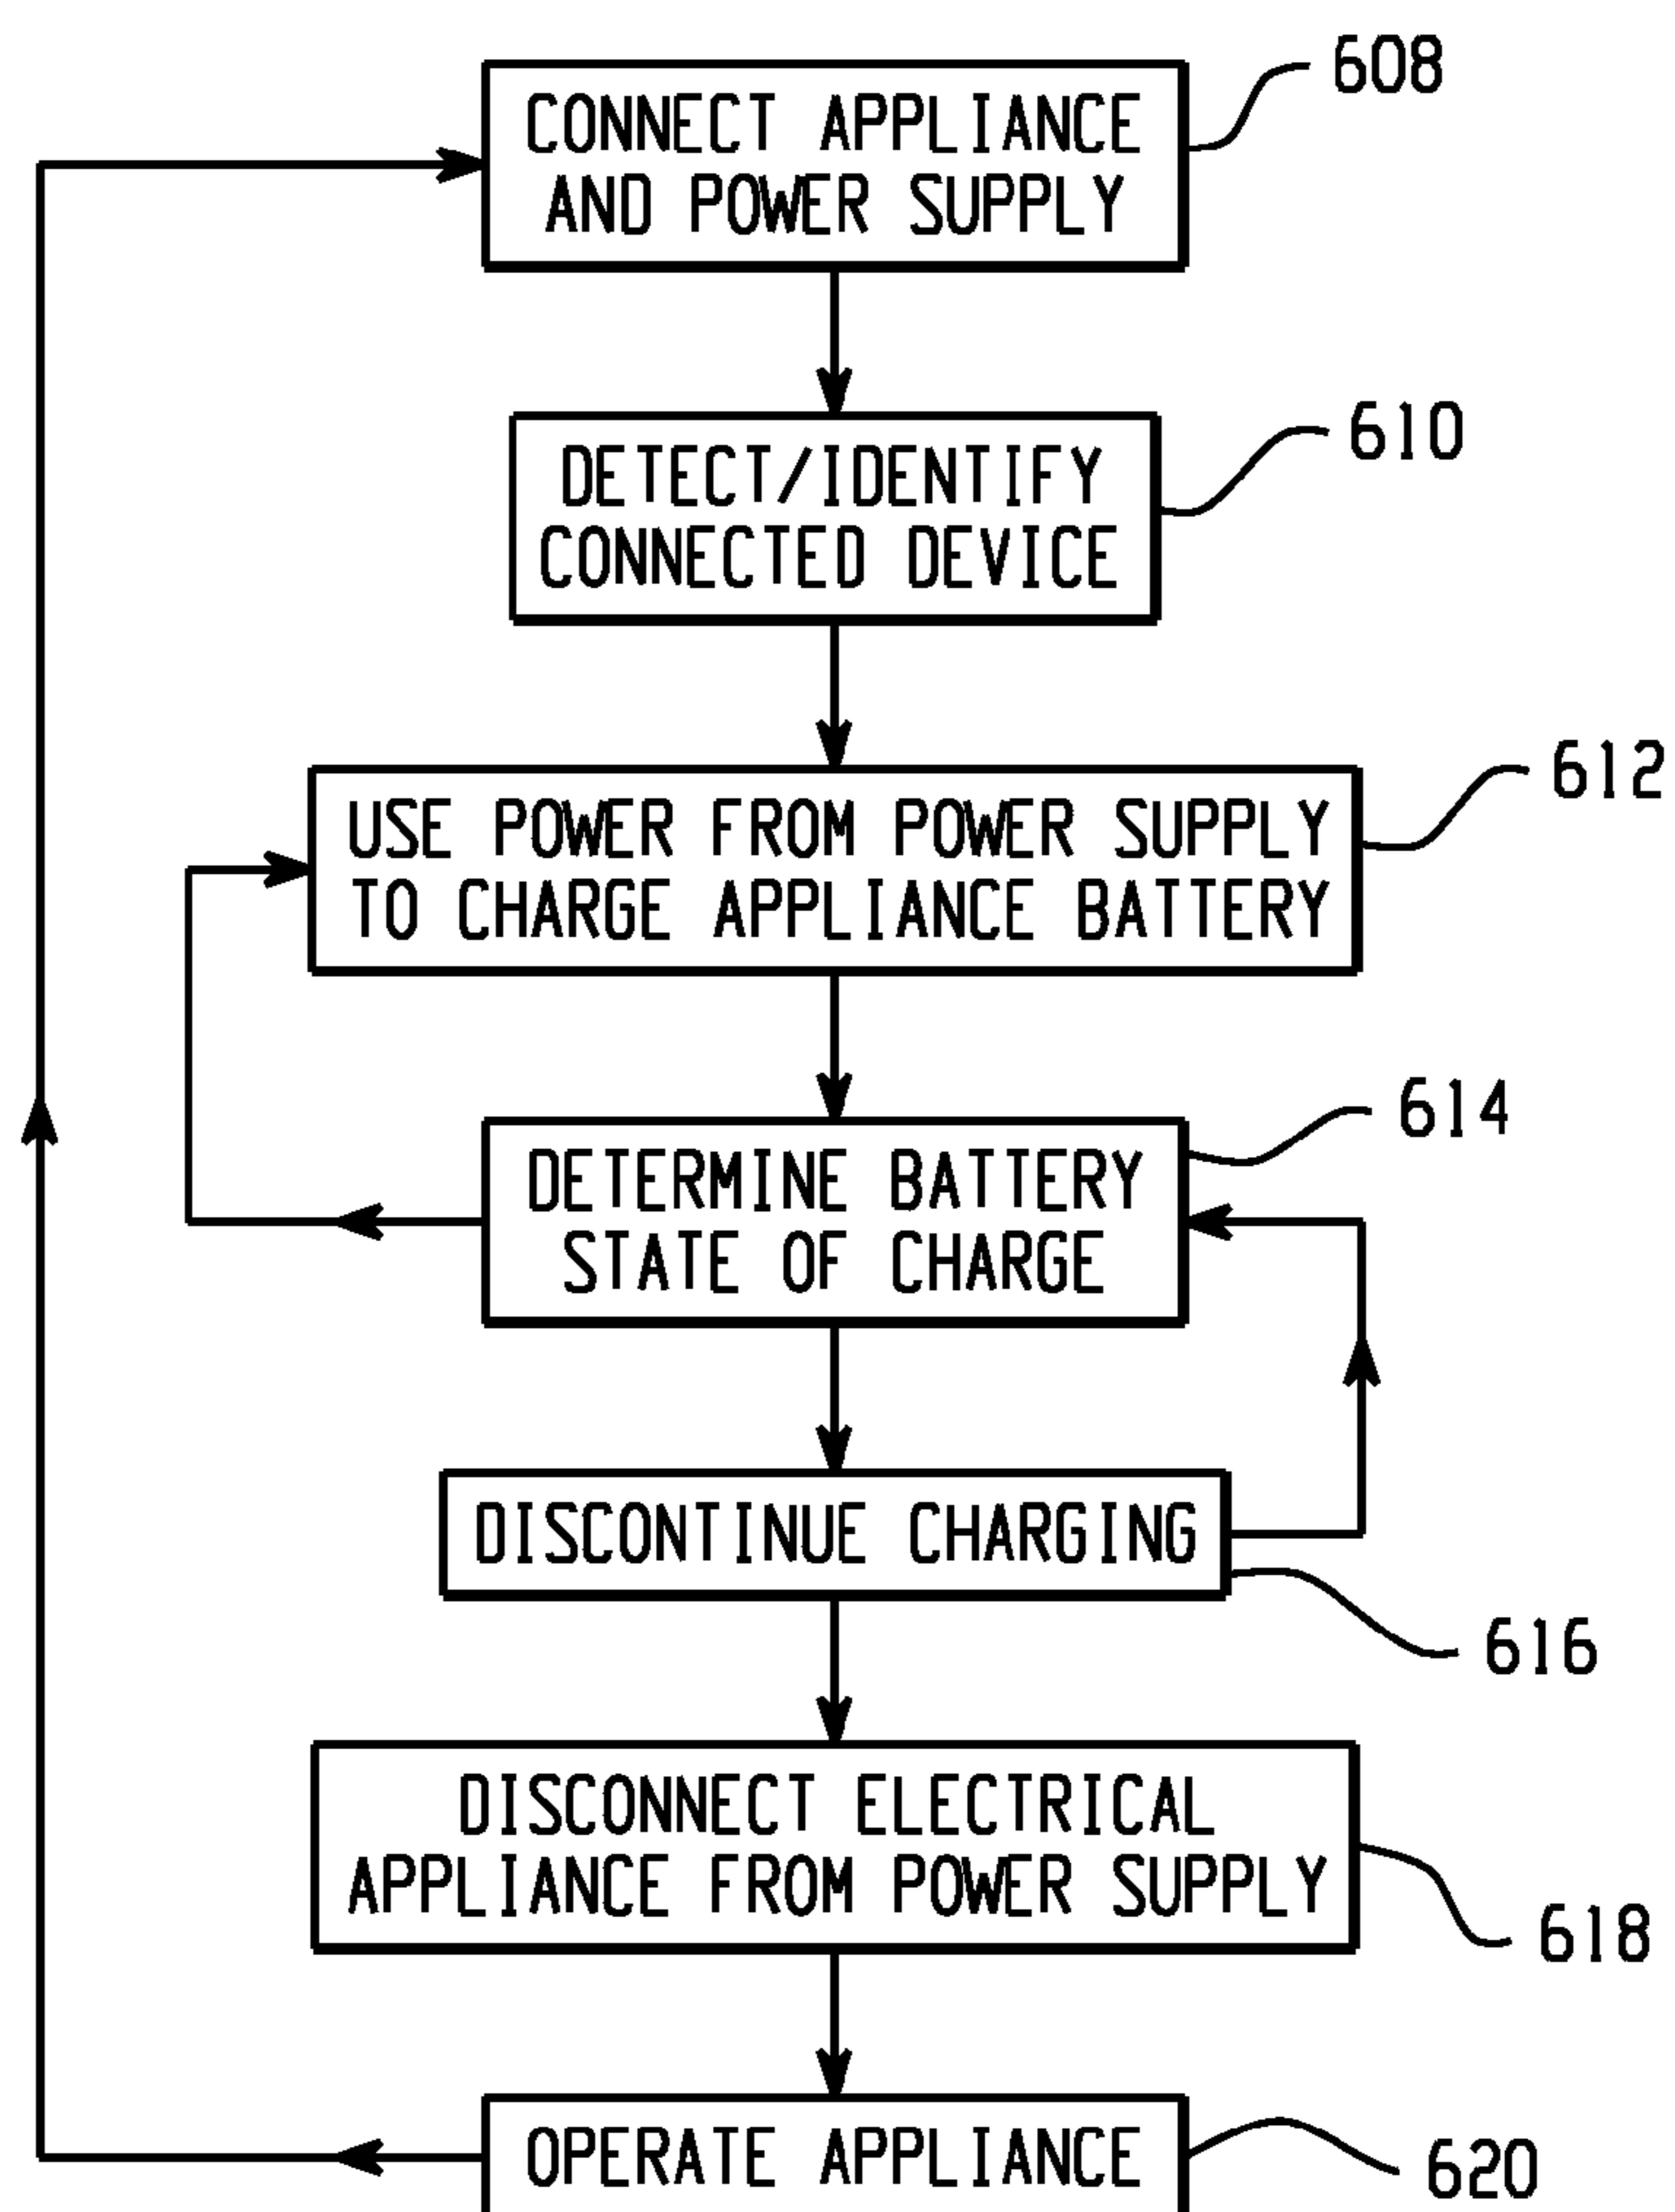 CONNECT APPLIANCE
AND POWER SUPPLY
608
DETECT/IDENTIFY
CONNECTED DEVICE
610
USE POWER FROM POWER SUPPLY
TO CHARGE APPLIANCE BATTERY
612
DETERMINE BATTERY
STATE OF CHARGE
614
DISCONTINUE CHARGING
616
DISCONNECT ELECTRICAL
APPLIANCE FROM POWER SUPPLY
618
OPERATE APPLIANCE
620